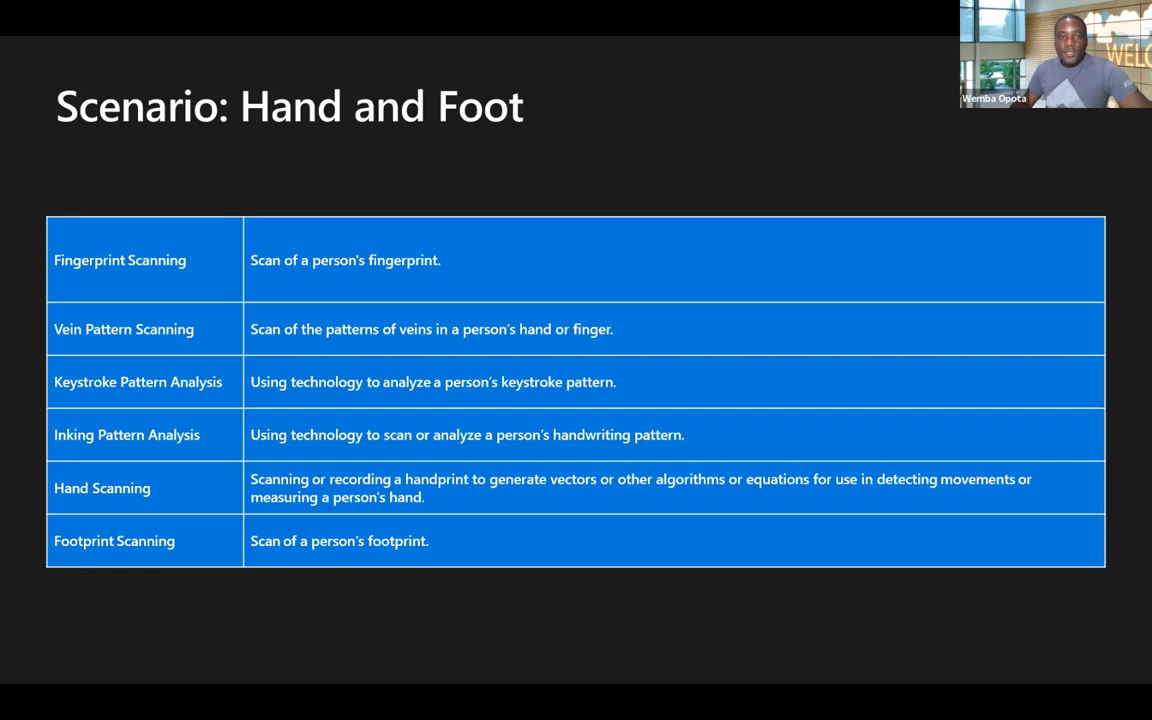 WELC
Wemba Opota
Scenario: Hand and Foot
Fingerprint Scanning
Scan of a person's fingerprint.
Vein Pattern Scanning
Scan of the patterns of veins in a person's hand or finger.
Keystroke Pattern Analysis
Using technology to analyze a person's keystroke pattern.
Inking Pattern Analysis
Using technology to scan or analyze a person's handwriting pattern.
Hand Scanning
Scanning or recording a handprint to generate vectors or other algorithms or equations for use in detecting movements or
measuring a person's hand.
Footprint Scanning
Scan of a person's footprint.